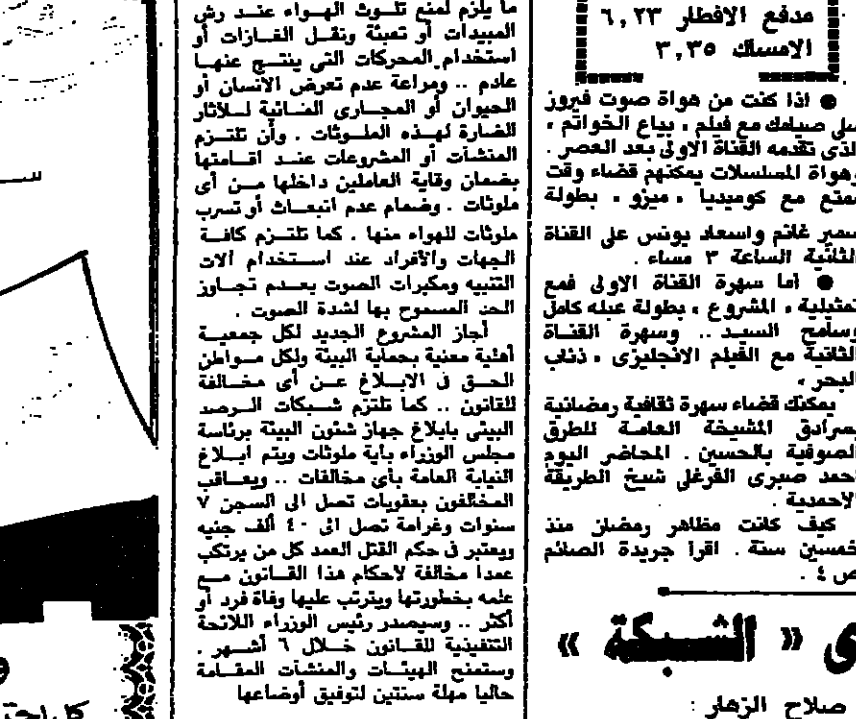 مدفع الافطار ٦,٢٣
الامساك ٣,٣٥
● اذا كنت من هواة صوت فيروز
صيامك مع فيلم ، بياع الخواتم ،
لذى تقدمه القناة الاولى بعد العصر .
وهواة المسلسلات يمكنهم قضاء وقت
ممتع مع كوميديا ، ميزو ، بطولة
سمير غانم واسعاد يونس على القناة
الثانية الساعة ٣ مساء .
● اما سهرة القناة الاولى فمع
تمثيلية ، المشروع ، بطولة عبله كامل
وسامح السيد .. وسهرة القناة
الثانية مع الفيلم الانجليزى ، ذئاب
البحر ،
يمكنك قضاء سهرة ثقافية رمضانية
بسرادق المشيخة العامة للطرق
الصوفية بالحسين . المحاضر اليوم
احمد صبرى الفرغلى شيخ الطريقة
الاحمدية .
كيف كانت مظاهر رمضان منذ
خمسين سنة . اقرا جريدة الصائم
ص ٤ .
ى « الشبكة »
صلاح الزهار :
ما يلزم لمنع تلوث الهواء عند رش
المبيدات أو تعبئة ونقل الغازات أو
استخدام المحركات التى ينتج عنها
عادم .. ومراعة عدم تعرض الأنسان أو
الحيوان أو المجارى المائية للاثار
الضارة لهذه الملوثات . وأن تلتزم
المنشآت أو المشروعات عند اقامتها
بضمان وقاية العاملين داخلها من أى
ملوثات . وضمام عدم انبعاث أو تسرب
ملوثات للهواء منها . كما تلتزم كافة
الجهات والأفراد عند استخدام آلات
التنبيه ومكبرات الصوت بعدم تجاوز
الحد المسموح بها لشدة الصوت .
أجاز المشروع الجديد لكل جمعية
أهلية معنية بحماية البيئة ولكل مواطن
الحق فى الابلاغ عن أى مخالفة
للقانون .. كما تلتزم شبكات الرصد
البيئى بابلاغ جهاز شئون البيئة برئاسة
مجلس الوزراء بأية ملوثات ويتم ابلاغ
النيابة العامة بأى مخالفات .. ويعاقب
المخالفون بعقوبات تصل الى السجن ٧
سنوات وغرامة تصل الى ٤٠ ألف جنيه
ويعتبر فى حكم القتل العمد كل من يرتكب
عمدا مخالفة لاحكام هذا القانون مع
علمه بخطورتها ويترتب عليها وفاة فرد أو
أكثر .. وسيصدر رئيس الوزراء اللائحة
التنفيذية للقانون خلال ٦ أشهر .
وستمنح الهيئات والمنشات المقامة
حاليا مهلة سنتين لتوفيق أوضاعها